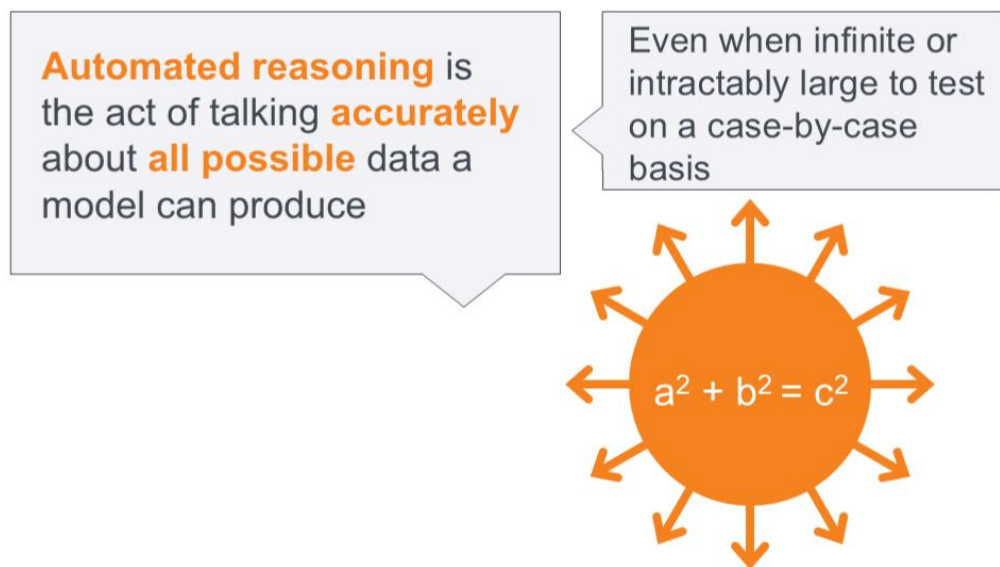 Automated reasoning is
the act of talking accurately
about all possible data a
model can produce
Even when infinite or
intractably large to test
on a case-by-case
basis
a² + b² = c²